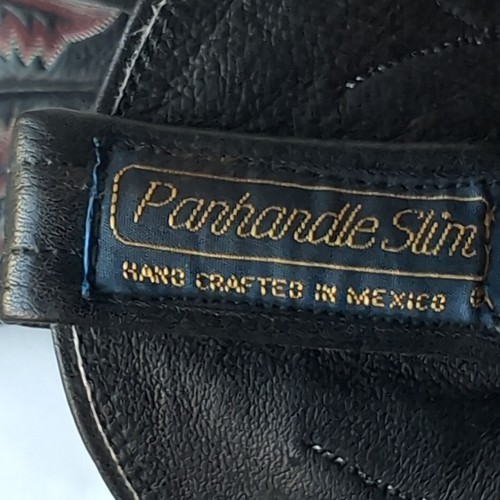 Panhandle Slim
HAND CRAFTED IN MEXICO ®